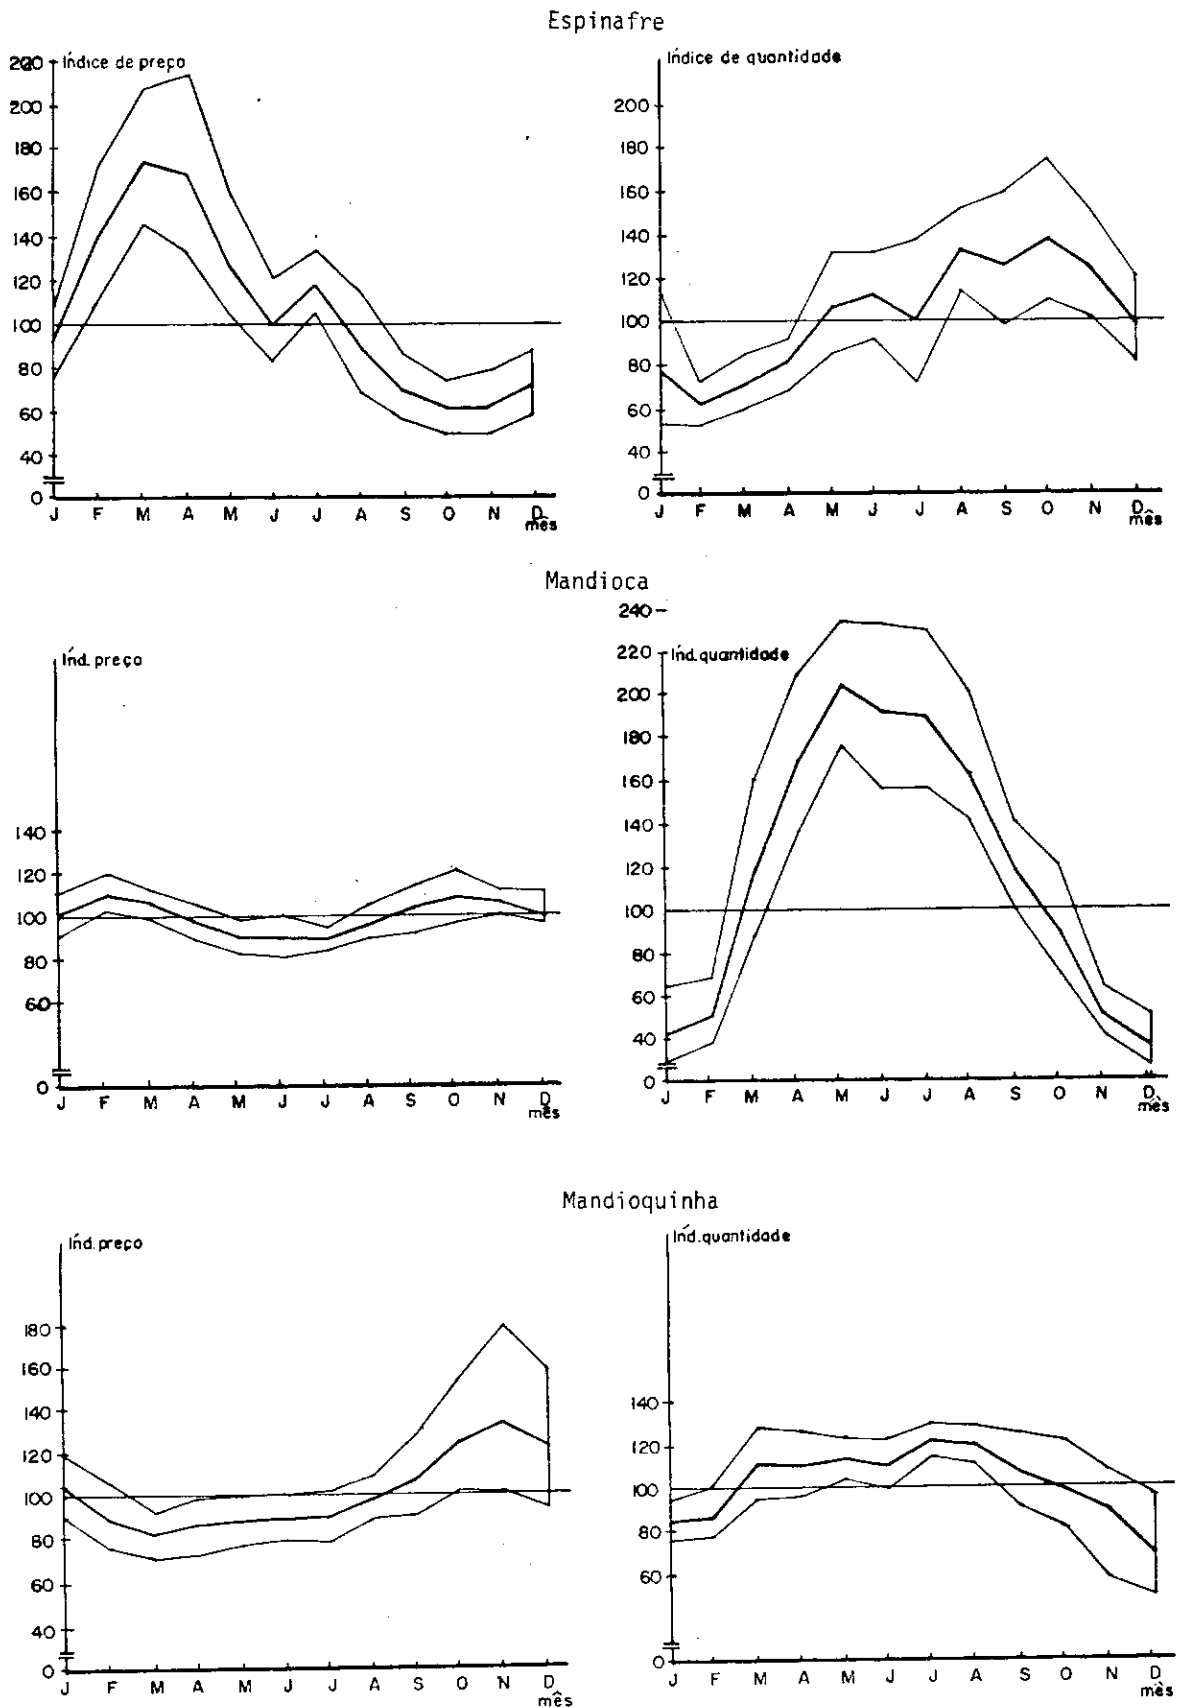 Espinafre
Índice de preço
220
200
180
160
140
120
100
80
60
40
0
J F M A M J J A S O N D
mês
Índice de quantidade
200
180
160
140
120
100
80
60
40
0
J F M A M J J A S O N D
mês
Mandioca
Índ. preço
140
120
100
80
60
0
J F M A M J J A S O N D
mês
240
Índ. quantidade
220
200
180
160
140
120
100
80
60
40
0
J F M A M J J A S O N D
mês
Mandioquinha
Índ. preço
180
160
140
120
100
80
60
40
0
J F M A M J J A S O N D
mês
Índ. quantidade
140
120
100
80
60
0
J F M A M J J A S O N D
mês